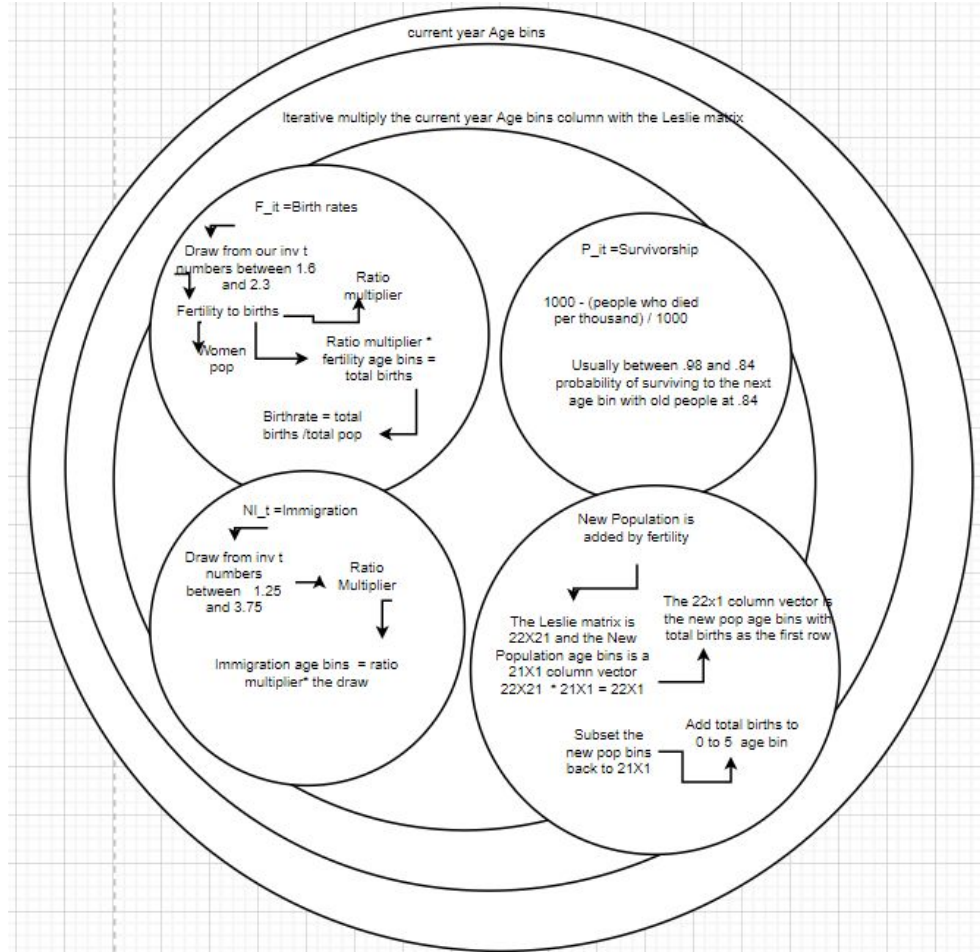 current year Age bins
Iterative multiply the current year Age bins column with the Leslie matrix
F_it =Birth rates
Draw from our inv t
numbers between 1.6
and 2.3
Ratio
multiplier
Fertility to births
Women
pop
Ratio multiplier *
fertility age bins =
total births
Birthrate = total
births /total pop
P_it =Survivorship
1000 - (people who died
per thousand) / 1000
Usually between .98 and .84
probability of surviving to the next
age bin with old people at .84
NI_t =Immigration
Draw from inv t
numbers
between 1.25
and 3.75
Ratio
Multiplier
Immigration age bins = ratio
multiplier* the draw
New Population is
added by fertility
The Leslie matrix is
22X21 and the New
Population age bins is a
21X1 column vector
22X21 * 21X1 = 22X1
The 22x1 column vector is
the new pop age bins with
total births as the first row
Subset the
new pop bins
back to 21X1
Add total births to
0 to 5 age bin